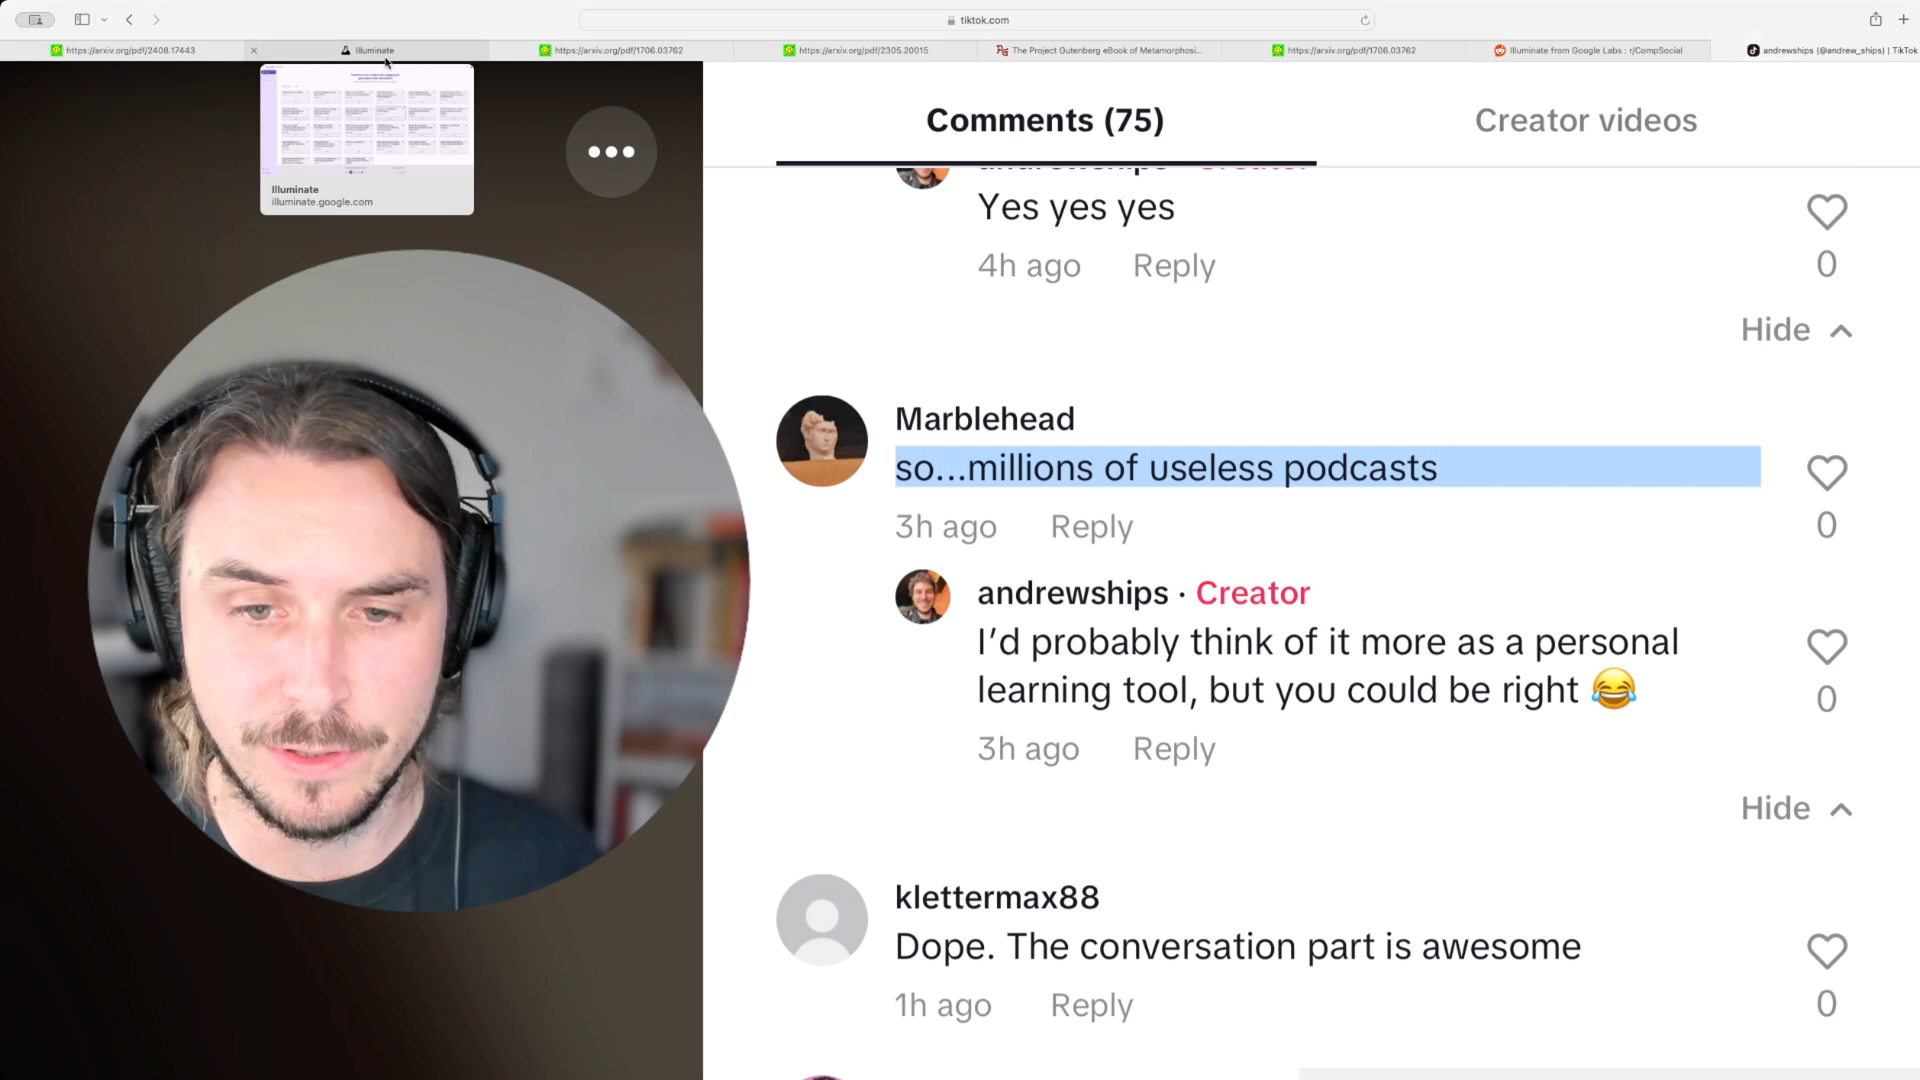 tiktok.com
https://arxiv.org/pdf/2408.17443
Illuminate
https://arxiv.org/pdf/1706.03762
https://arxiv.org/pdf/2305.20015
The Project Gutenberg eBook of Metamorphosi...
https://arxiv.org/pdf/1706.03762
Illuminate from Google Labs : r/CompSocial
andrewships (@andrew_ships) | TikTok
Illuminate
illuminate.google.com
Comments (75)
Creator videos
andrewships · Creator
Yes yes yes
4h ago Reply
0
Hide
Marblehead
so...millions of useless podcasts
3h ago Reply
0
andrewships · Creator
I’d probably think of it more as a personal
learning tool, but you could be right 😂
3h ago Reply
0
Hide
klettermax88
Dope. The conversation part is awesome
1h ago Reply
0